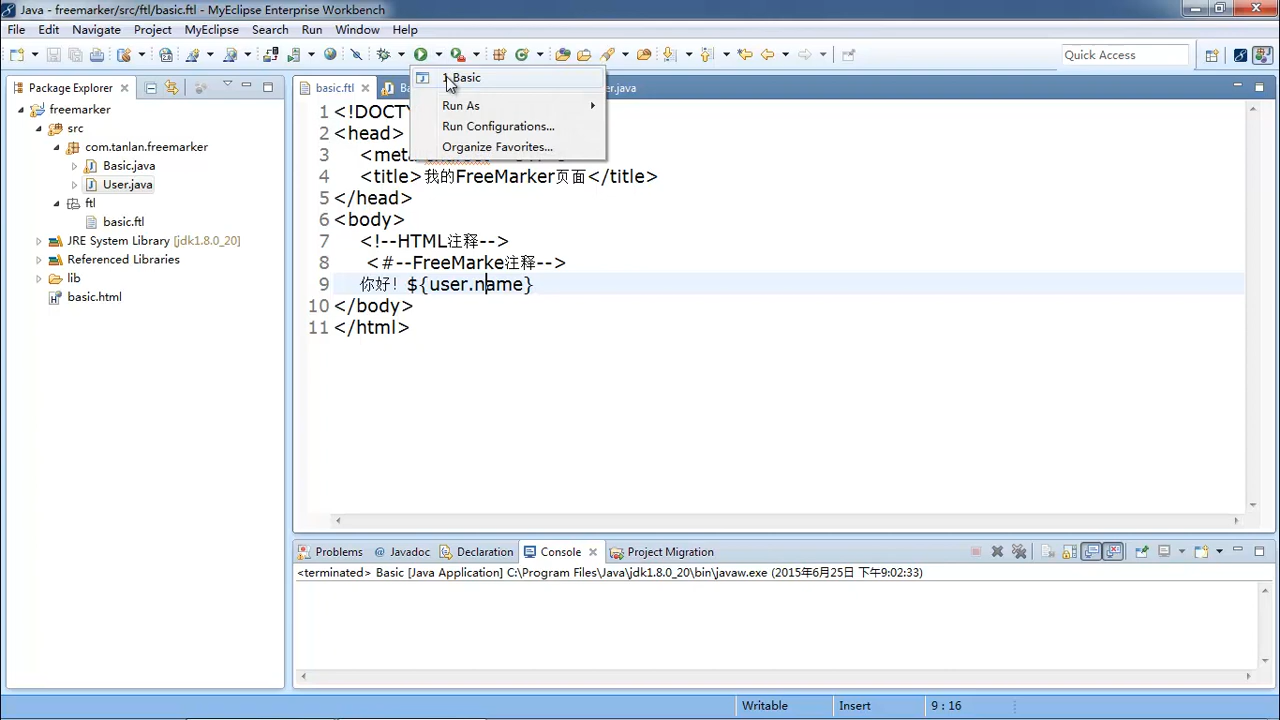 Java - freemarker/src/ftl/basic.ftl - MyEclipse Enterprise Workbench
File Edit Navigate Project MyEclipse Search Run Window Help
Quick Access
Package Explorer
freemarker
src
com.tanlan.freemarker
Basic.java
User.java
ftl
basic.ftl
JRE System Library [jdk1.8.0_20]
Referenced Libraries
lib
basic.html
basic.ftl
Basic
Run As
Run Configurations...
Organize Favorites...
1 <!DOCTY
2 <head>
3 <meta
4 <title>我的FreeMarker页面</title>
5 </head>
6 <body>
7 <!--HTML注释-->
8 <#--FreeMarke注释-->
9 你好！${user.name}
10 </body>
11 </html>
Problems @ Javadoc Declaration Console Project Migration
<terminated> Basic [Java Application] C:\Program Files\Java\jdk1.8.0_20\bin\javaw.exe (2015年6月25日 下午9:02:33)
Writable Insert 9 : 16